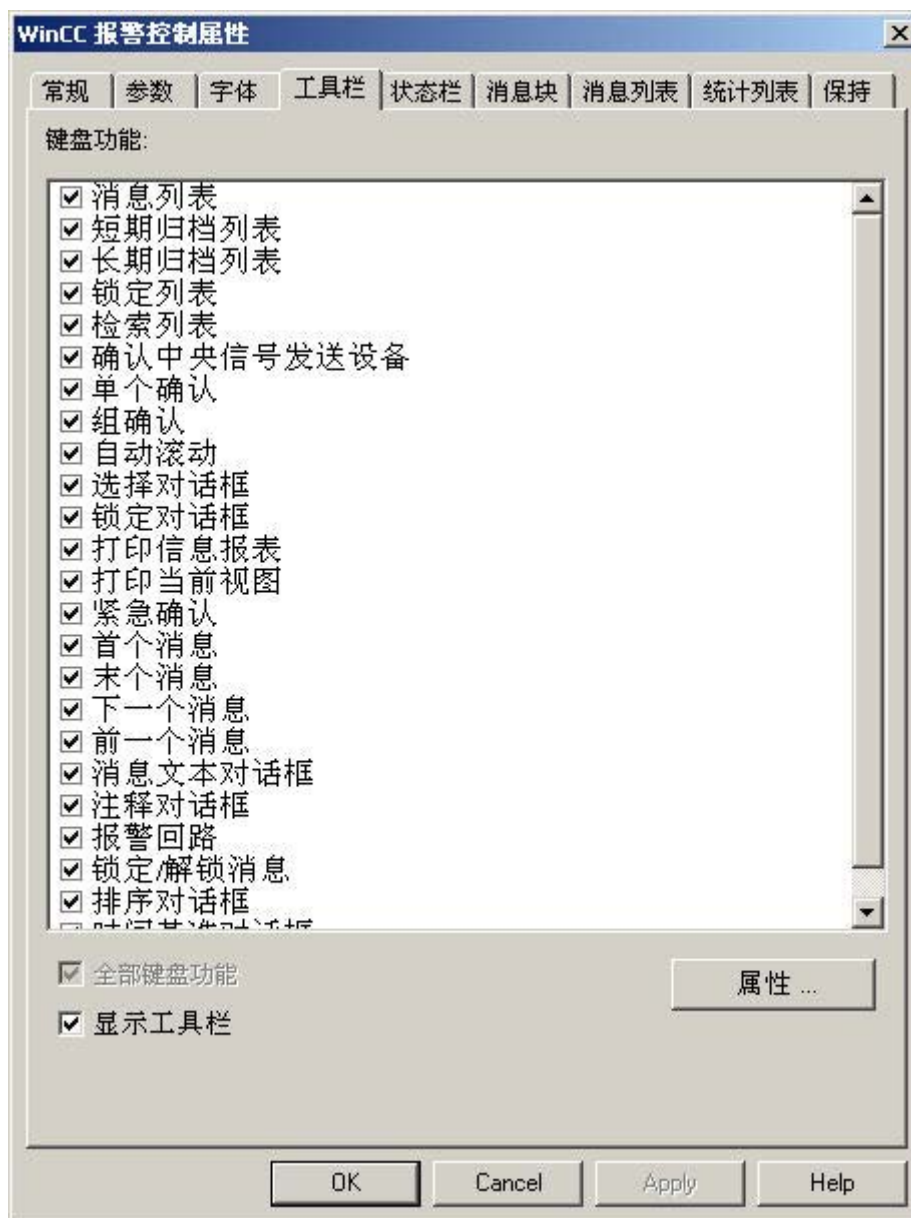 WinCC 报警控制属性
常规 参数 字体 工具栏 状态栏 消息块 消息列表 统计列表 保持
键盘功能:
消息列表
短期归档列表
长期归档列表
锁定列表
检索列表
确认中央信号发送设备
单个确认
组确认
自动滚动
选择对话框
锁定对话框
打印信息报表
打印当前视图
紧急确认
首个消息
末个消息
下一个消息
前一个消息
消息文本对话框
注释对话框
报警回路
锁定/解锁消息
排序对话框
时间基准对话框
全部键盘功能
属性 ...
显示工具栏
OK Cancel Apply Help